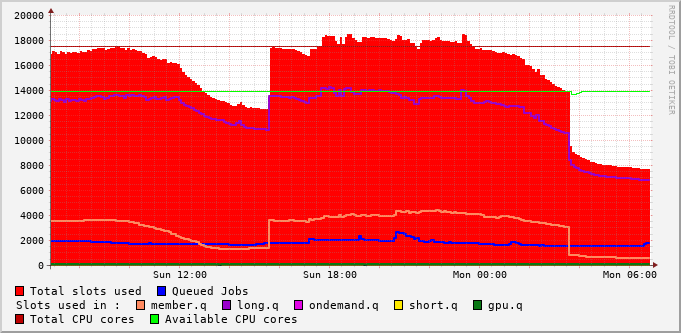 RRDTOOL / TOBI OETIKER
20000
18000
16000
14000
12000
10000
8000
6000
4000
2000
0
Sun 12:00 Sun 18:00 Mon 00:00 Mon 06:00
Total slots used Queued Jobs
Slots used in : member.q long.q ondemand.q short.q gpu.q
Total CPU cores Available CPU cores